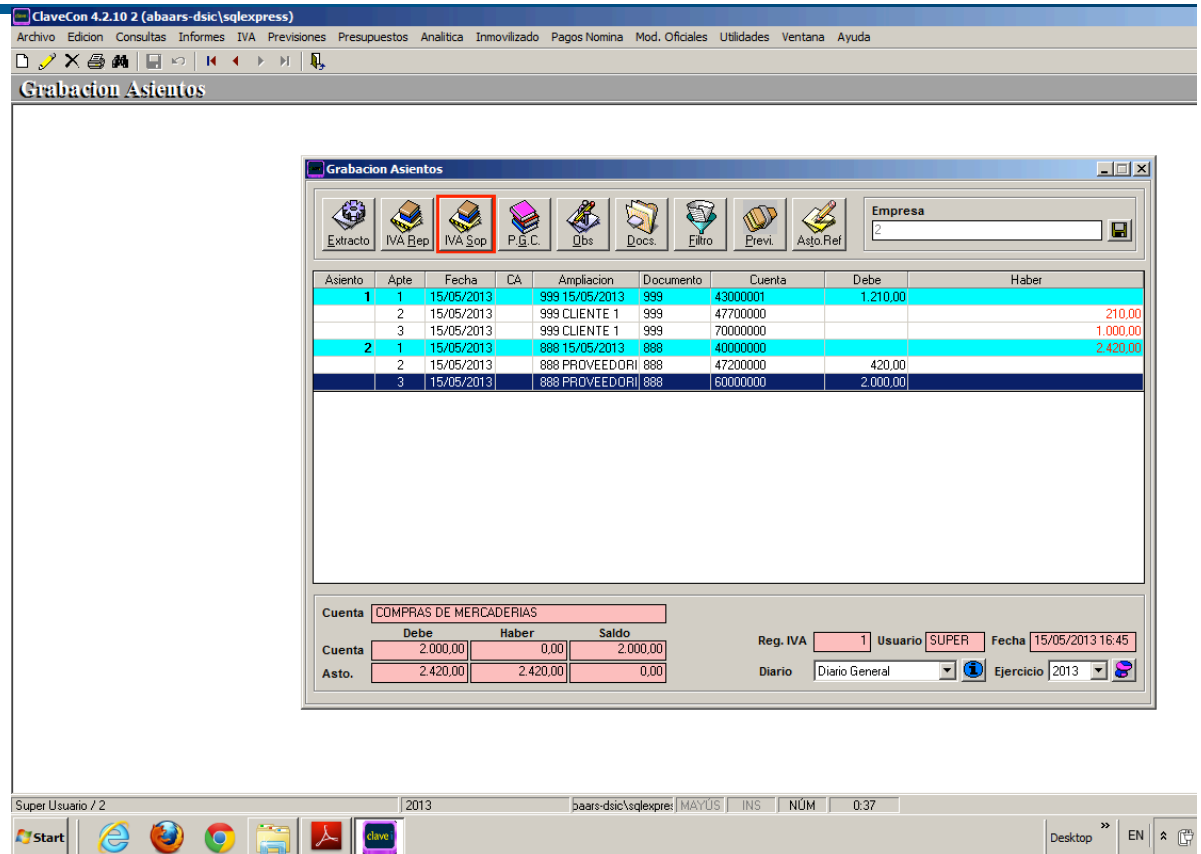 ClaveCon 4.2.10 2 (abaars-dsic\sqlexpress)
Archivo Edicion Consultas Informes IVA Previsiones Presupuestos Analitica Inmovilizado Pagos Nomina Mod. Oficiales Utilidades Ventana Ayuda
Grabacion Asientos
Grabacion Asientos
Extracto IVA Rep IVA Sop P.G.C. Obs Docs. Filtro Previ. Asto.Ref
Empresa
2
Asiento Apte Fecha CA Ampliacion Documento Cuenta Debe Haber
1 1 15/05/2013 999 15/05/2013 999 43000001 1.210,00
2 15/05/2013 999 CLIENTE 1 999 47700000 210,00
3 15/05/2013 999 CLIENTE 1 999 70000000 1.000,00
2 1 15/05/2013 888 15/05/2013 888 40000000 2.420,00
2 15/05/2013 888 PROVEEDORI 888 47200000 420,00
3 15/05/2013 888 PROVEEDORI 888 60000000 2.000,00
Cuenta COMPRAS DE MERCADERIAS
Debe Haber Saldo
Cuenta 2.000,00 0,00 2.000,00
Asto. 2.420,00 2.420,00 0,00
Reg. IVA 1 Usuario SUPER Fecha 15/05/2013 16:45
Diario Diario General Ejercicio 2013
Super Usuario / 2 2013 baars-dsic\sqlexpres MAYÚS INS NÚM 0:37
Start clave Desktop » EN